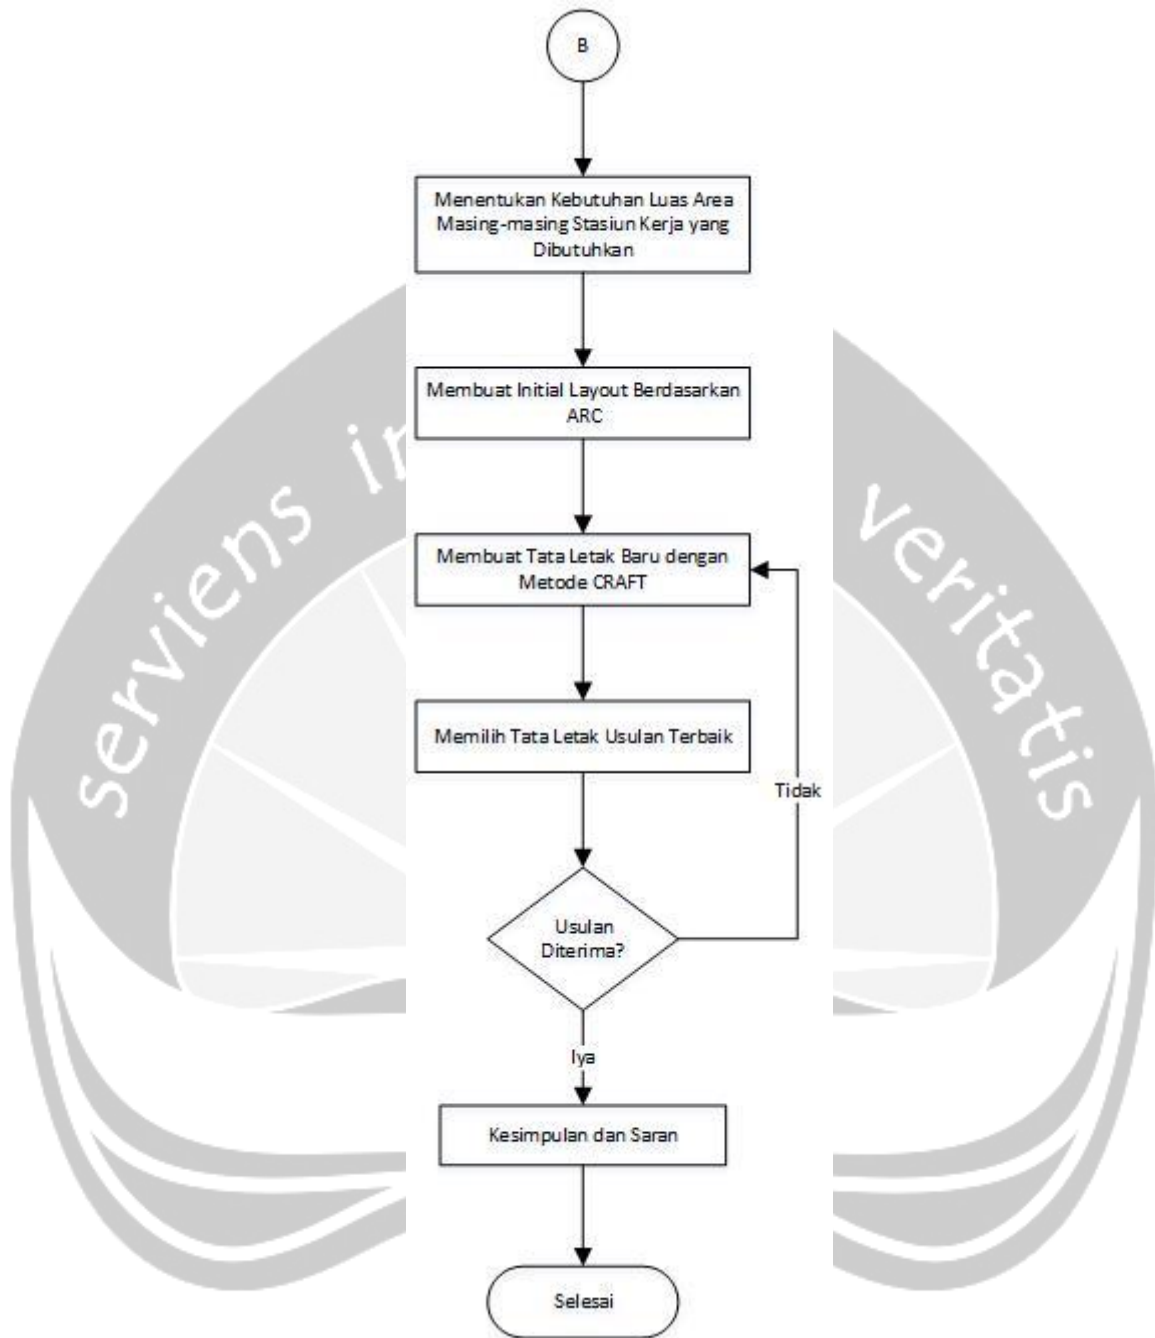 B
Menentukan Kebutuhan Luas Area
Masing-masing Stasiun Kerja yang
Dibutuhkan
Membuat Initial Layout Berdasarkan
ARC
serviens in
veritatis
Membuat Tata Letak Baru dengan
Metode CRAFT
Memilih Tata Letak Usulan Terbaik
Tidak
Usulan
Diterima?
Iya
Kesimpulan dan Saran
Selesai